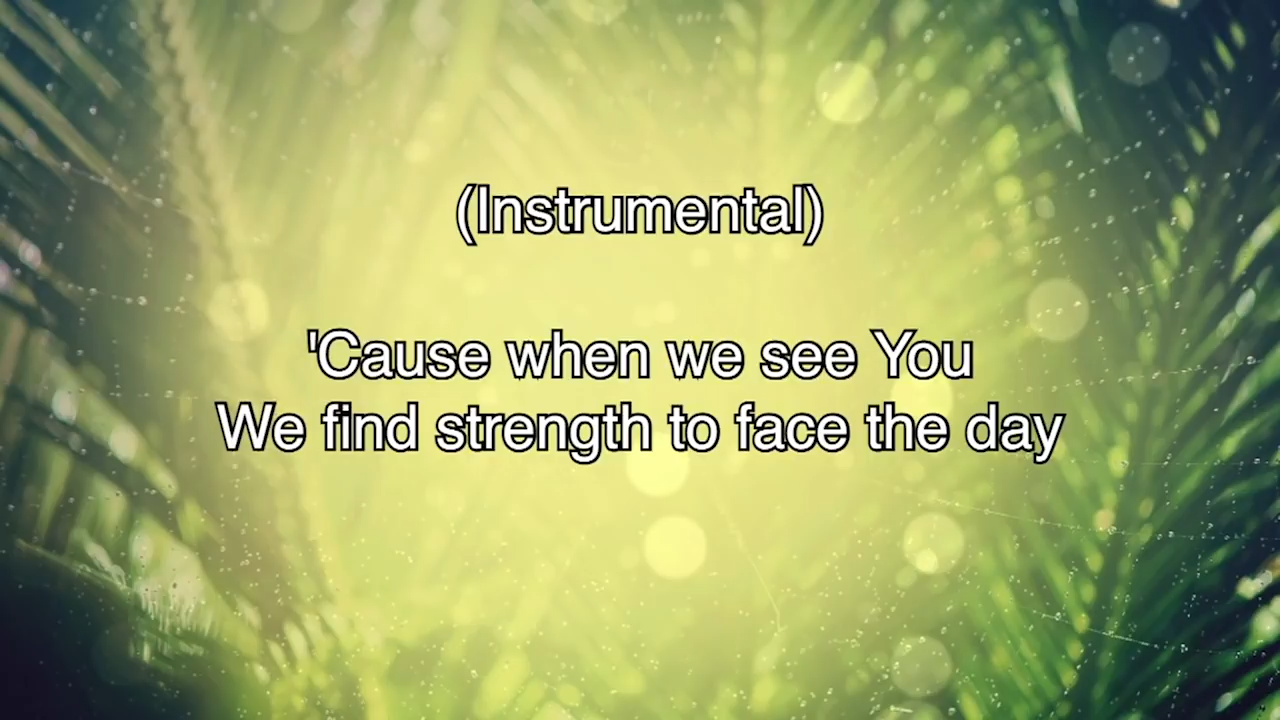 (Instrumental)
'Cause when we see You
We find strength to face the day